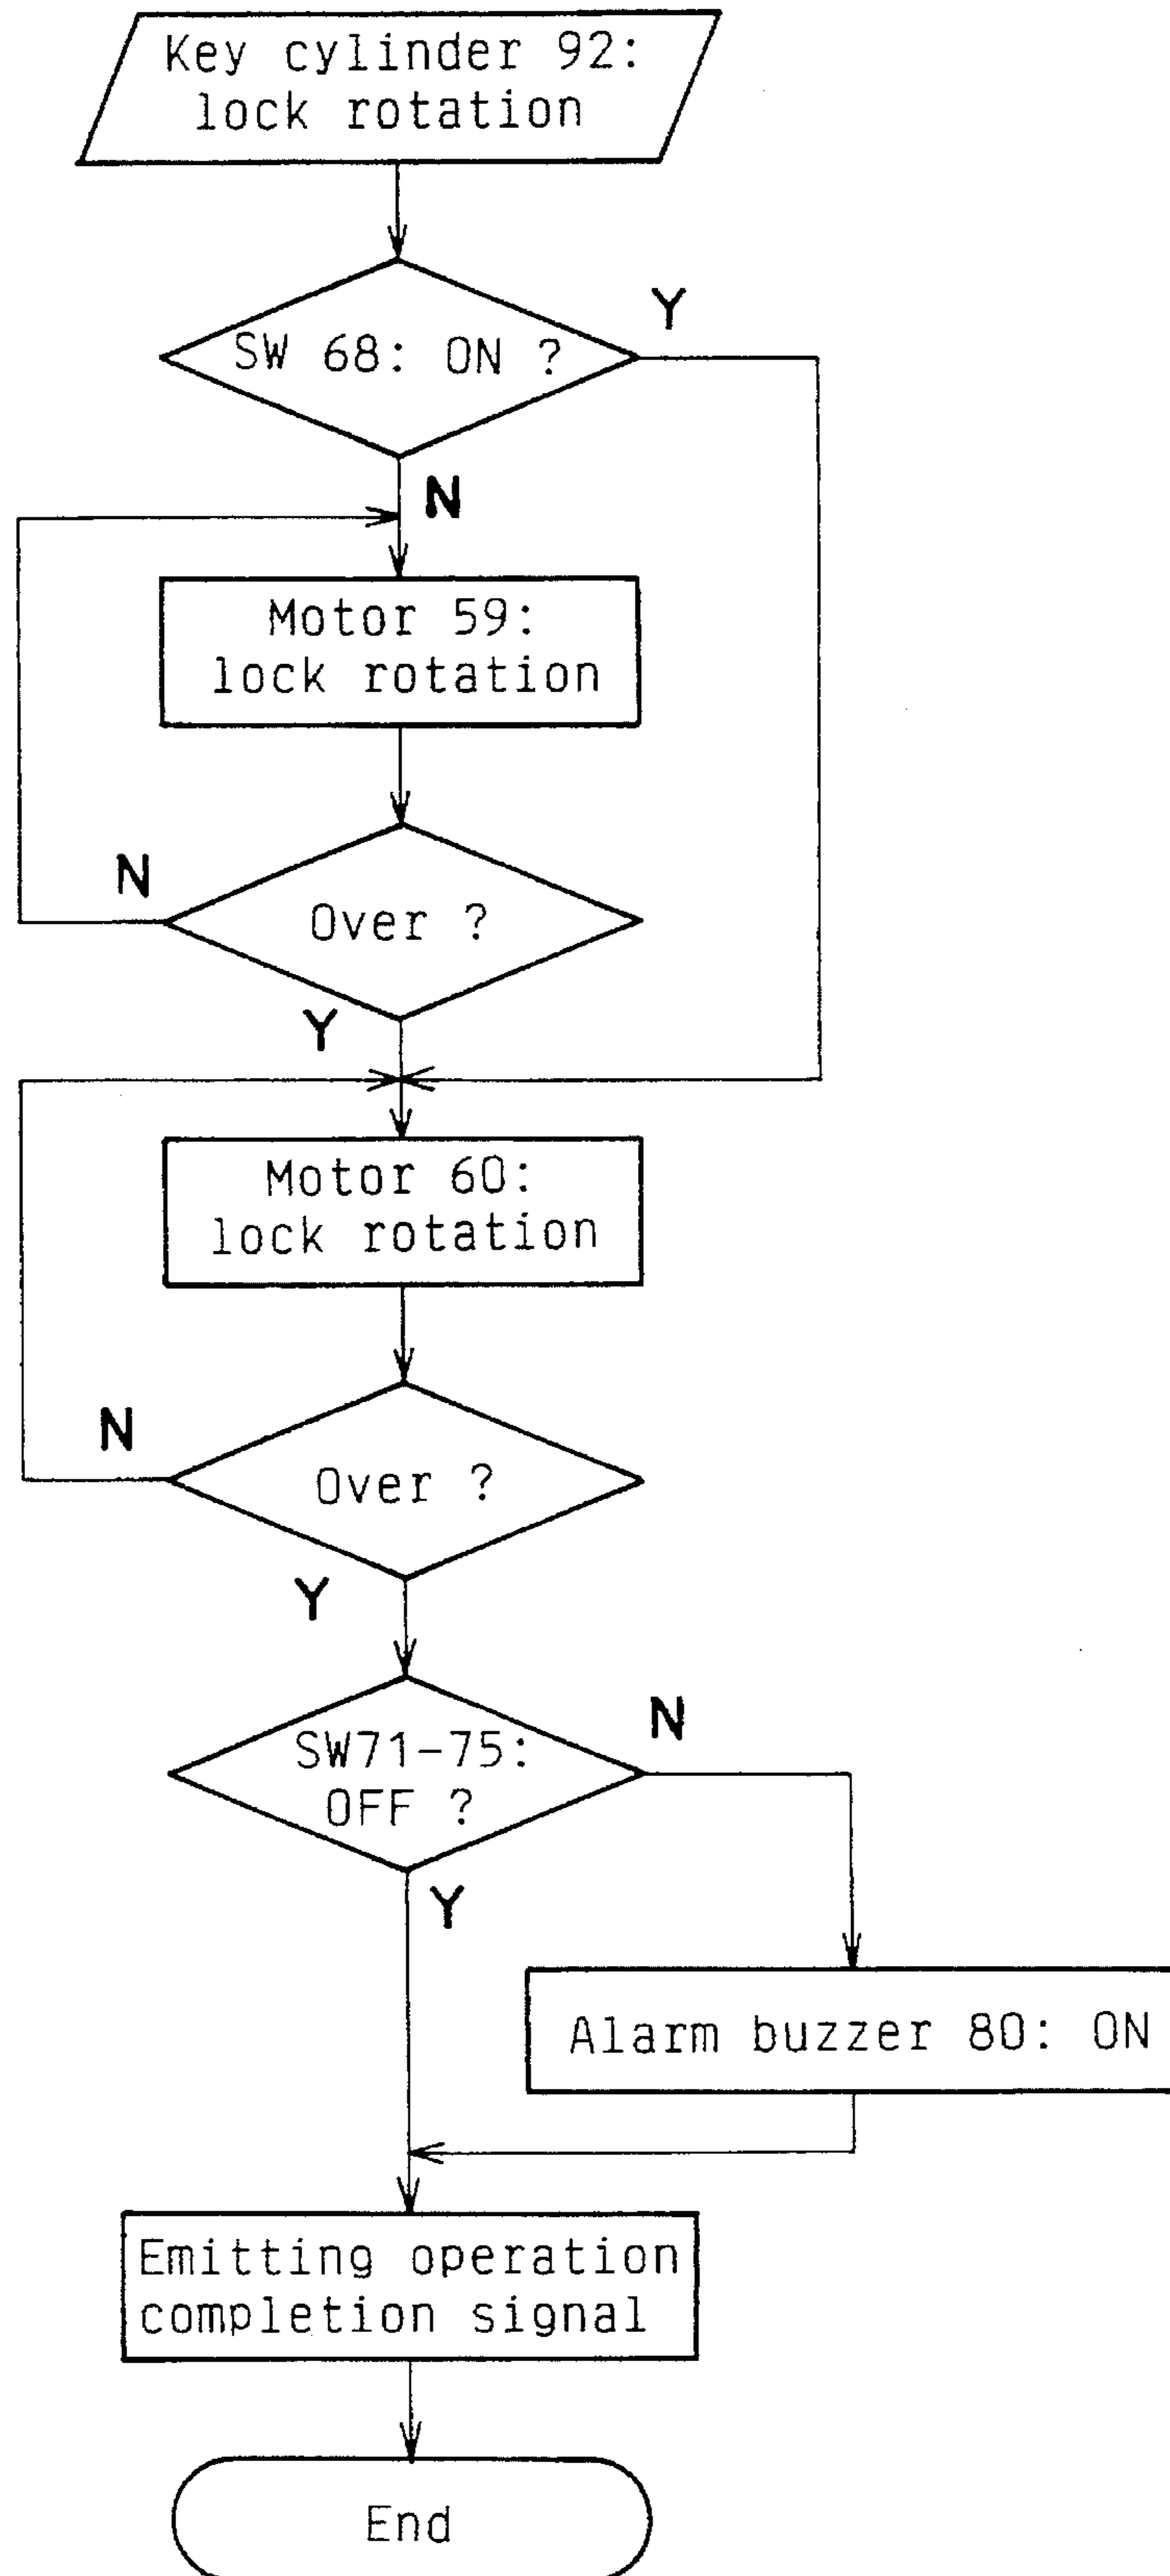 Key cylinder 92:
lock rotation
SW 68: ON ?
Y
N
Motor 59:
lock rotation
N
Over ?
Y
Motor 60:
lock rotation
N
Over ?
Y
SW71-75:
OFF ?
N
Y
Alarm buzzer 80: ON
Emitting operation
completion signal
End